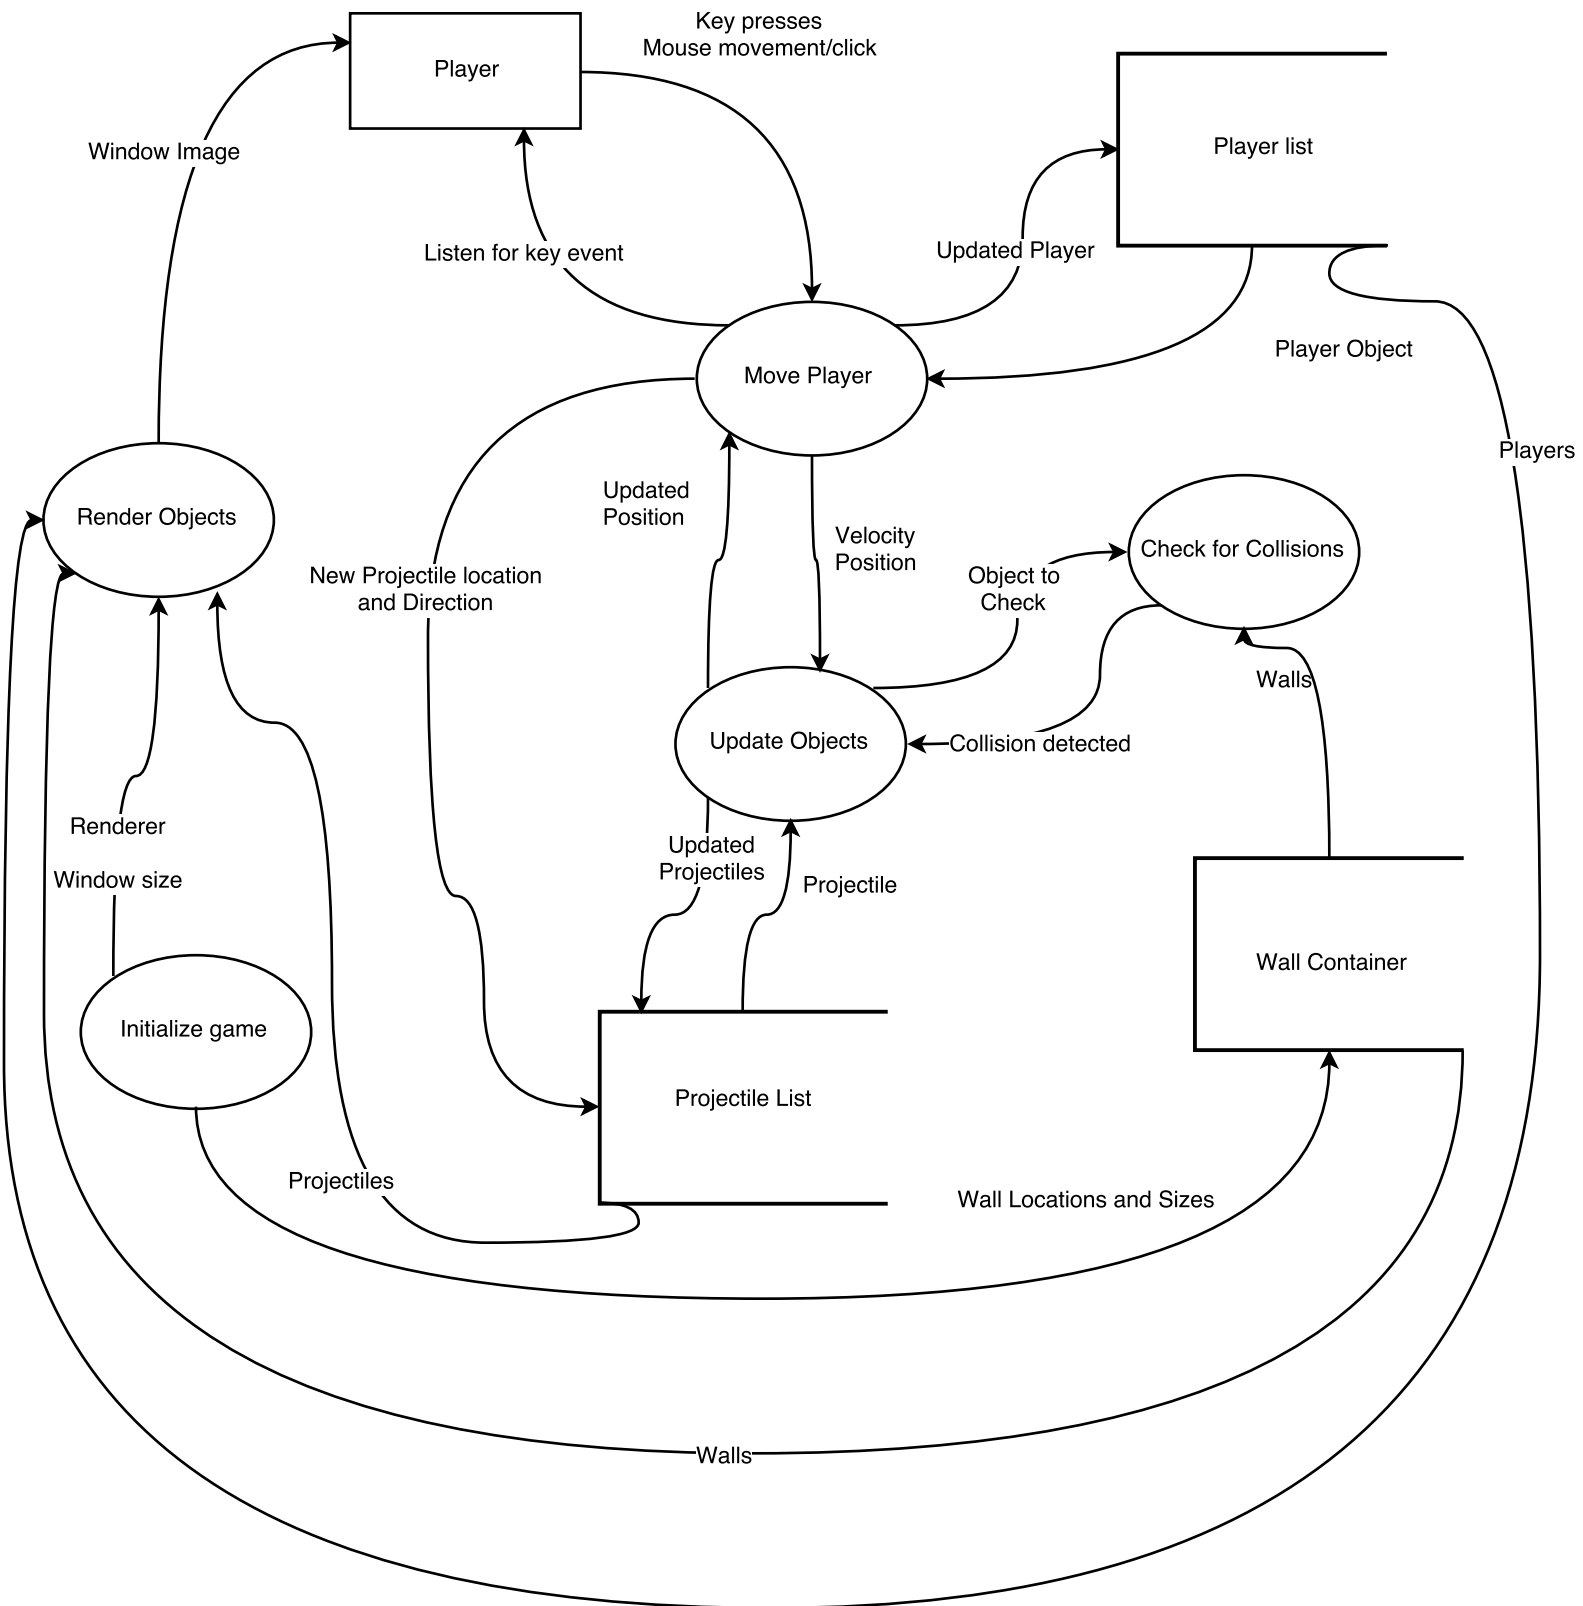 Key presses
Mouse movement/click
Player
Player list
Window Image
Listen for key event
Updated Player
Player Object
Move Player
Players
Updated
Position
Render Objects
Velocity
Position
Check for Collisions
New Projectile location
and Direction
Object to
Check
Walls
Update Objects
Collision detected
Renderer
Updated
Projectiles
Window size
Projectile
Wall Container
Initialize game
Projectile List
Projectiles
Wall Locations and Sizes
Walls